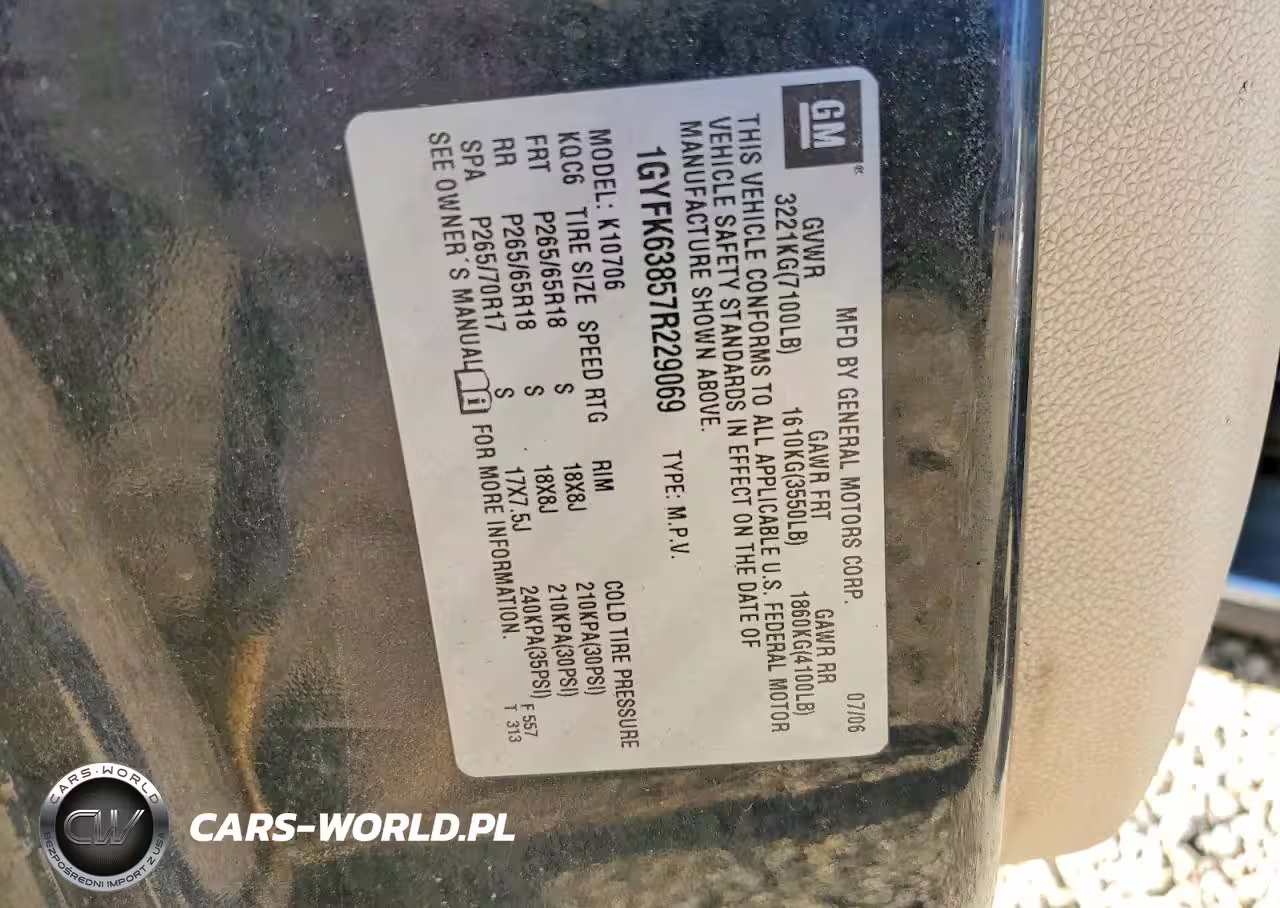 GM ®
MFD BY GENERAL MOTORS CORP. 07/06
GVWR GAWR FRT GAWR RR
3221KG(7100LB) 1610KG(3550LB) 1860KG(4100LB)
THIS VEHICLE CONFORMS TO ALL APPLICABLE U.S. FEDERAL MOTOR
VEHICLE SAFETY STANDARDS IN EFFECT ON THE DATE OF
MANUFACTURE SHOWN ABOVE.
1GYFK63857R229069 TYPE: M.P.V.
MODEL: K10706
KQC6 TIRE SIZE SPEED RTG RIM COLD TIRE PRESSURE
FRT P265/65R18 S 18X8J 210KPA(30PSI)
RR P265/65R18 S 18X8J 210KPA(30PSI)
SPA P265/70R17 S 17X7.5J 240KPA(35PSI)
SEE OWNER´S MANUAL i FOR MORE INFORMATION.
F 557
T 313
CARS-WORLD
CW
BEZPOŚREDNI IMPORT Z USA
CARS-WORLD.PL